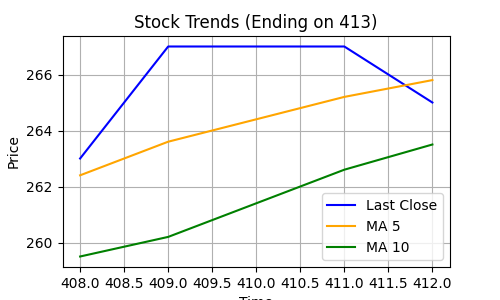 Stock Trends (Ending on 413)
Price
266
264
262
260
Last Close
MA 5
MA 10
408.0 408.5 409.0 409.5 410.0 410.5 411.0 411.5 412.0
Time